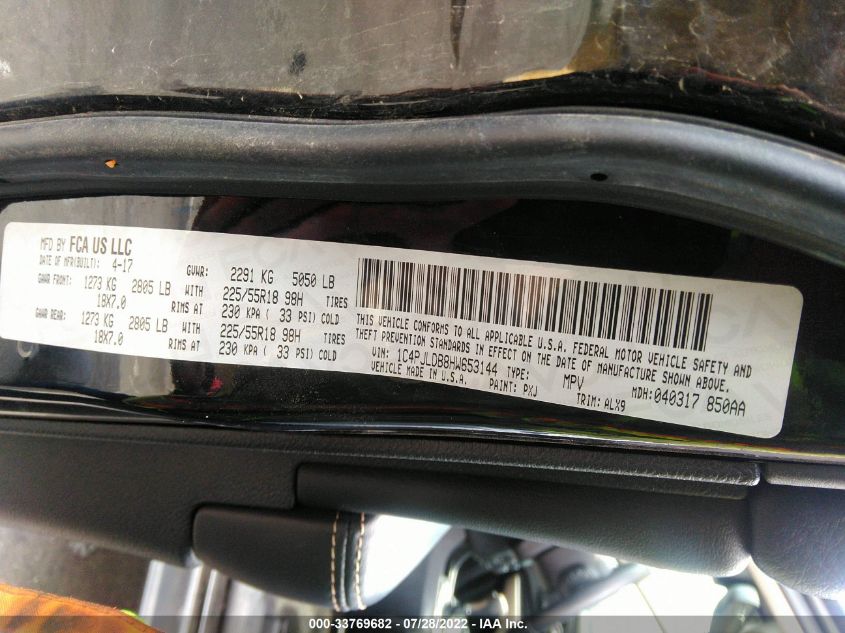 MFD BY FCA US LLC
DATE OF MFR(BUILT): 4-17 GVWR: 2291 KG 5050 LB
GAWR FRONT: 1273 KG 2805 LB WITH 225/55R18 98H TIRES
18X7.0 RIMS AT 230 KPA ( 33 PSI) COLD
GAWR REAR: 1273 KG 2805 LB WITH 225/55R18 98H TIRES
18X7.0 RIMS AT 230 KPA ( 33 PSI) COLD
THIS VEHICLE CONFORMS TO ALL APPLICABLE U.S.A. FEDERAL MOTOR VEHICLE SAFETY AND
THEFT PREVENTION STANDARDS IN EFFECT ON THE DATE OF MANUFACTURE SHOWN ABOVE.
VIN: 1C4PJLDB8HW653144 TYPE: MPV MDH: 040317 850AA
VEHICLE MADE IN U.S.A. PAINT: PXJ TRIM: ALX9
000-33769682 - 07/28/2022 - 1C4PJLDB8HW653144